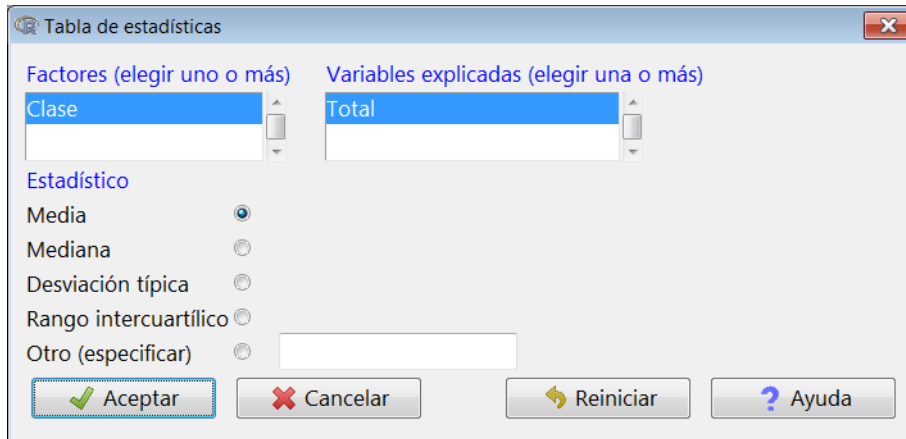 Tabla de estadísticas
Factores (elegir uno o más) Variables explicadas (elegir una o más)
Clase Total
Estadístico
Media
Mediana
Desviación típica
Rango intercuartílico
Otro (especificar)
Aceptar Cancelar Reiniciar ? Ayuda